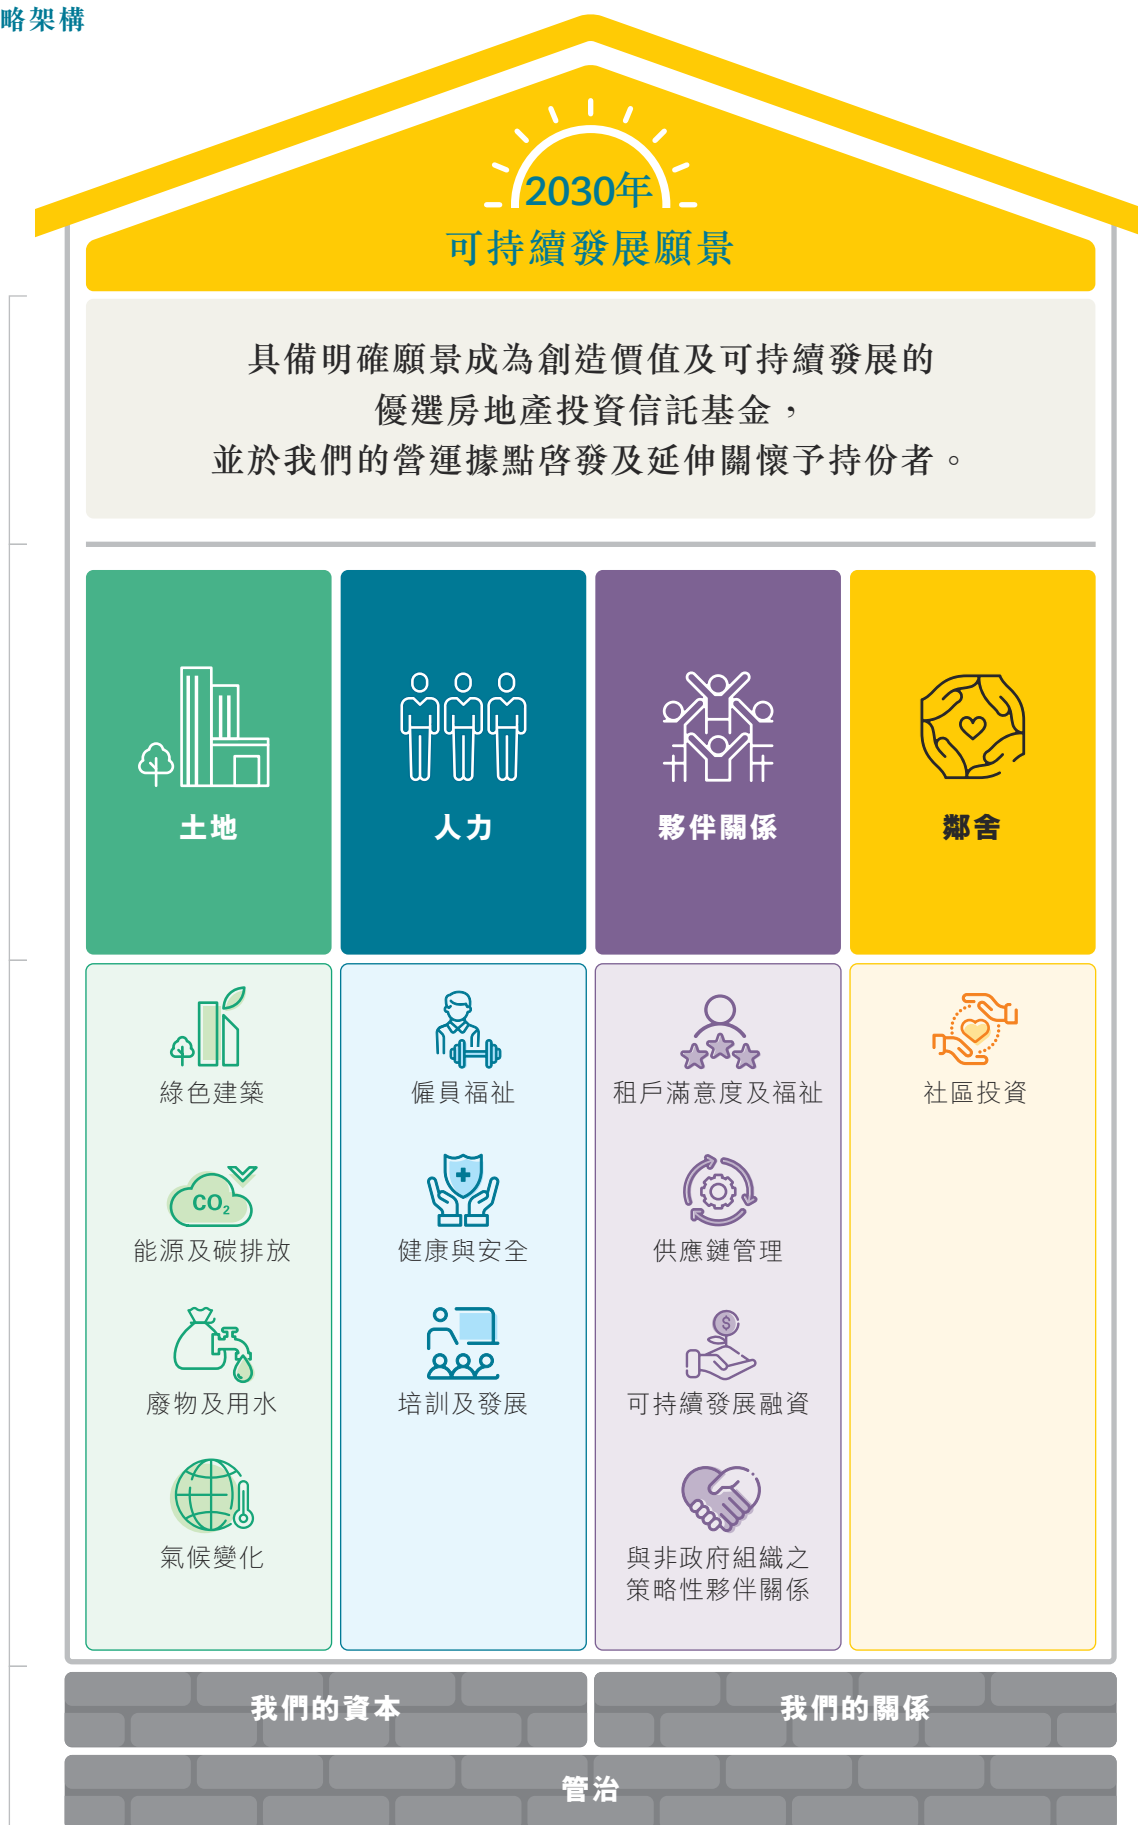 略架構
2030年
可持續發展願景
具備明確願景成為創造價值及可持續發展的
優選房地產投資信託基金，
並於我們的營運據點啓發及延伸關懷予持份者。
土地
人力
夥伴關係
鄰舍
綠色建築
CO₂
能源及碳排放
廢物及用水
氣候變化
僱員福祉
健康與安全
培訓及發展
租戶滿意度及福祉
供應鏈管理
$
可持續發展融資
與非政府組織之
策略性夥伴關係
社區投資
我們的資本
我們的關係
管治